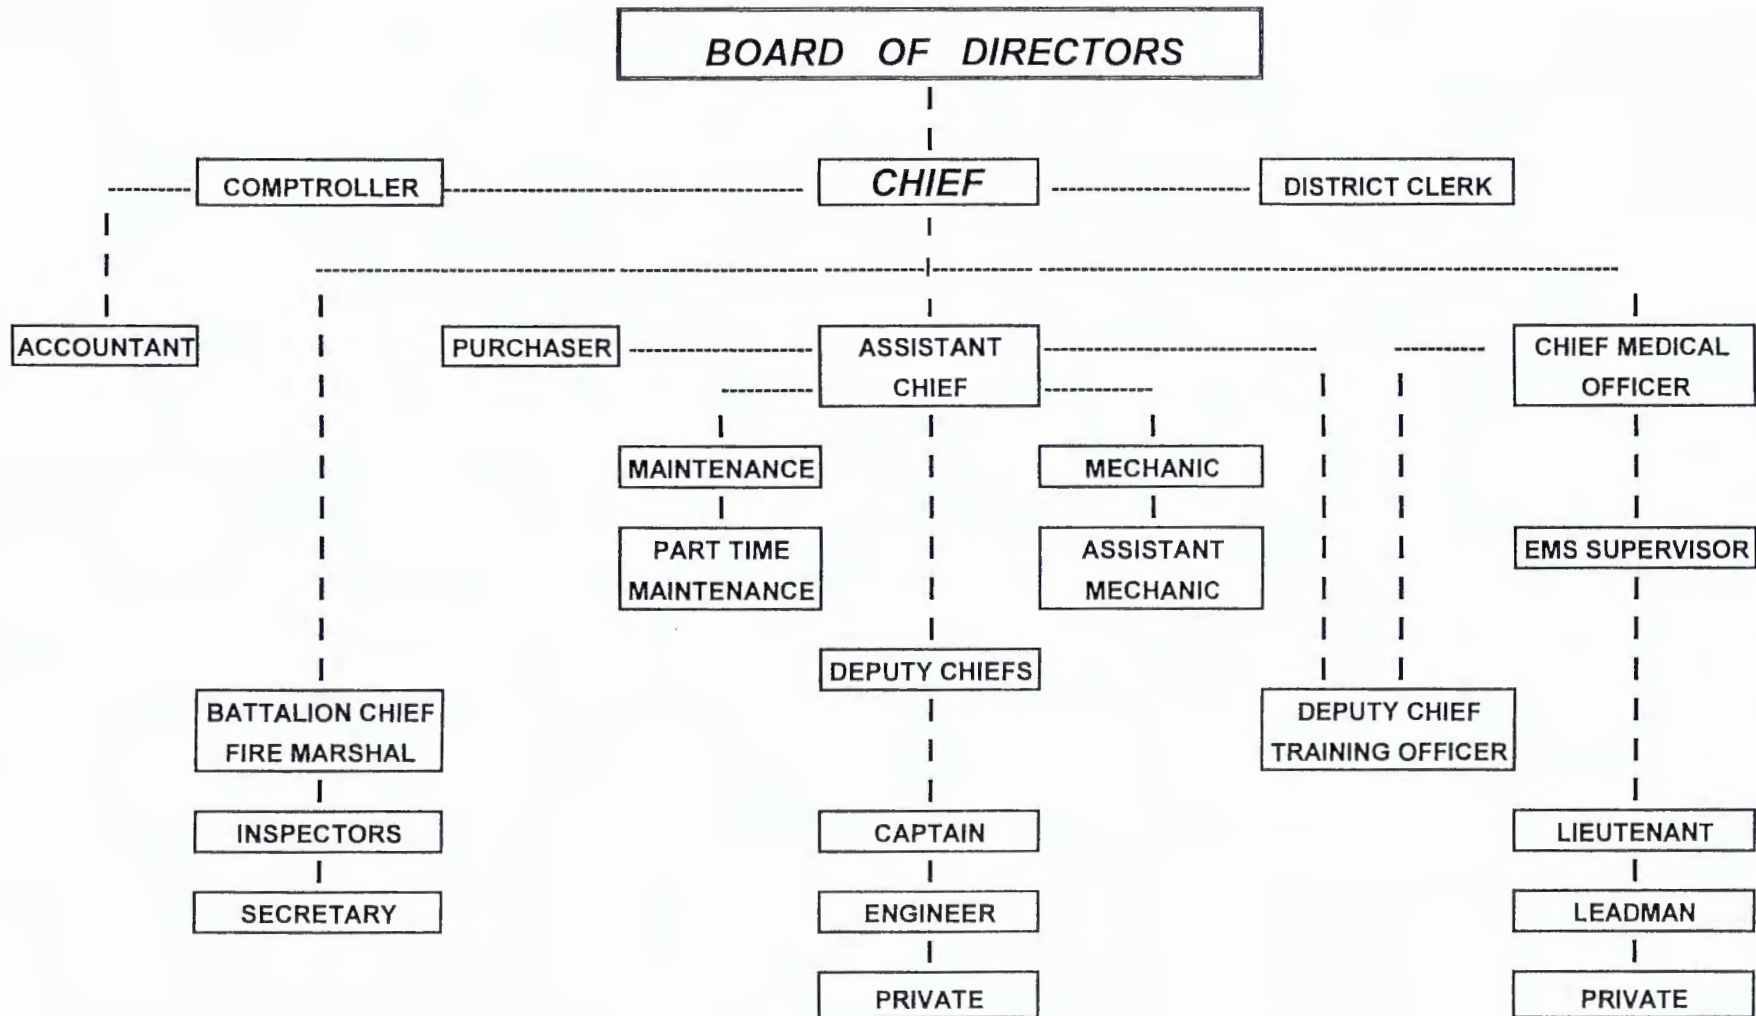 BOARD OF DIRECTORS
COMPTROLLER
CHIEF
DISTRICT CLERK
ACCOUNTANT
PURCHASER
ASSISTANT
CHIEF
CHIEF MEDICAL
OFFICER
MAINTENANCE
MECHANIC
PART TIME
MAINTENANCE
ASSISTANT
MECHANIC
EMS SUPERVISOR
DEPUTY CHIEFS
BATTALION CHIEF
FIRE MARSHAL
DEPUTY CHIEF
TRAINING OFFICER
INSPECTORS
CAPTAIN
LIEUTENANT
SECRETARY
ENGINEER
LEADMAN
PRIVATE
PRIVATE